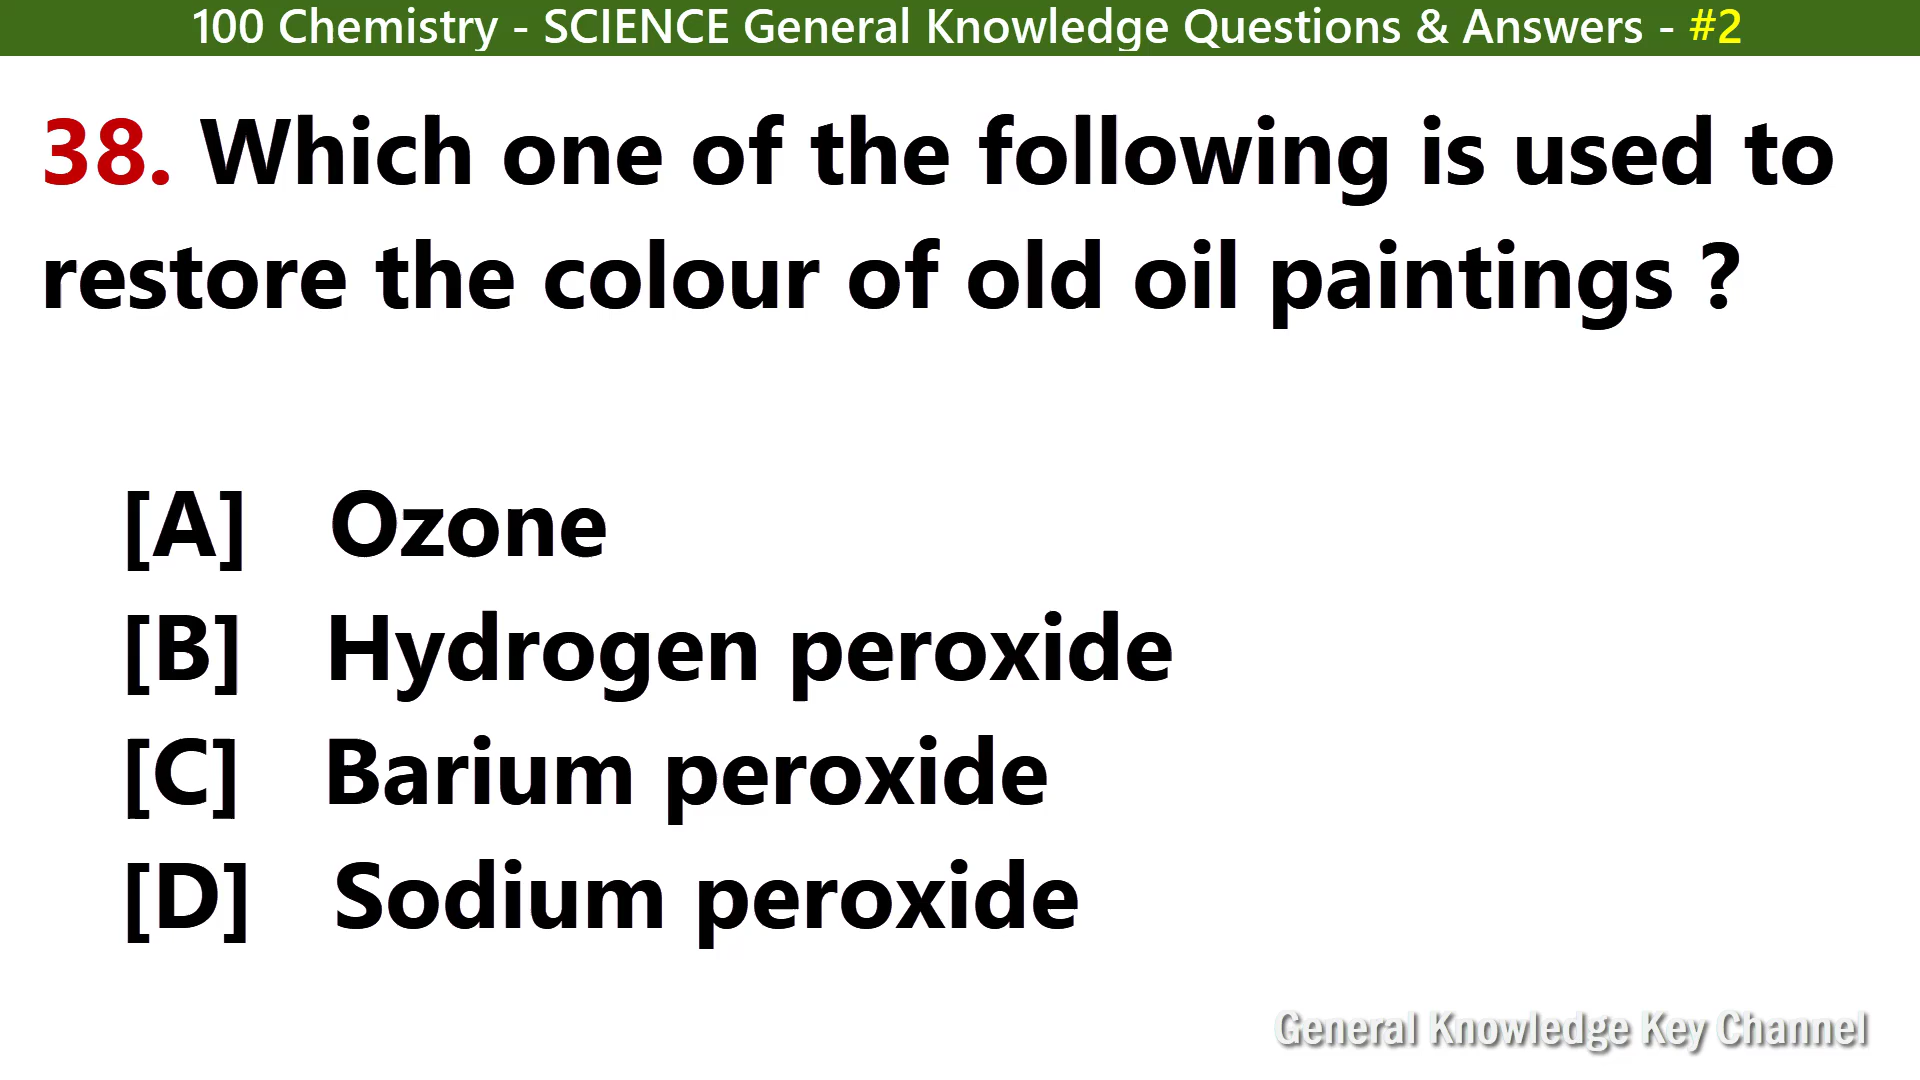 100 Chemistry - SCIENCE General Knowledge Questions & Answers - #2
38. Which one of the following is used to
restore the colour of old oil paintings ?
[A] Ozone
[B] Hydrogen peroxide
[C] Barium peroxide
[D] Sodium peroxide
General Knowledge Key Channel